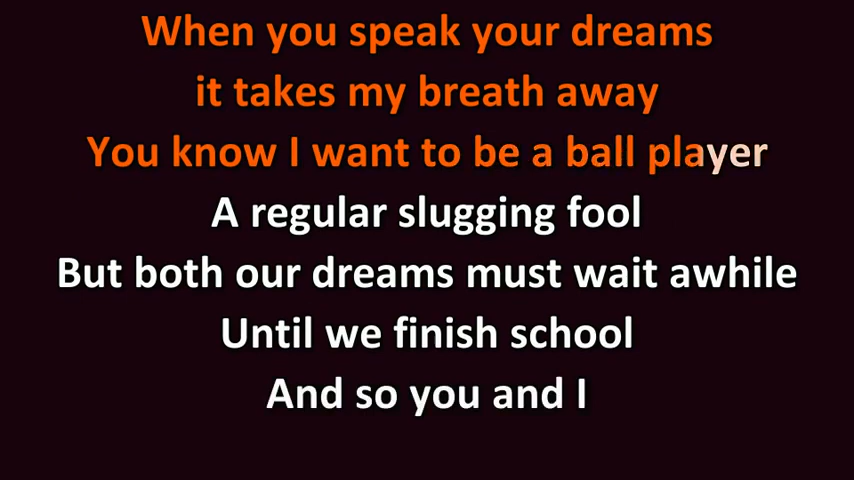 When you speak your dreams
it takes my breath away
You know I want to be a ball player
A regular slugging fool
But both our dreams must wait awhile
Until we finish school
And so you and I